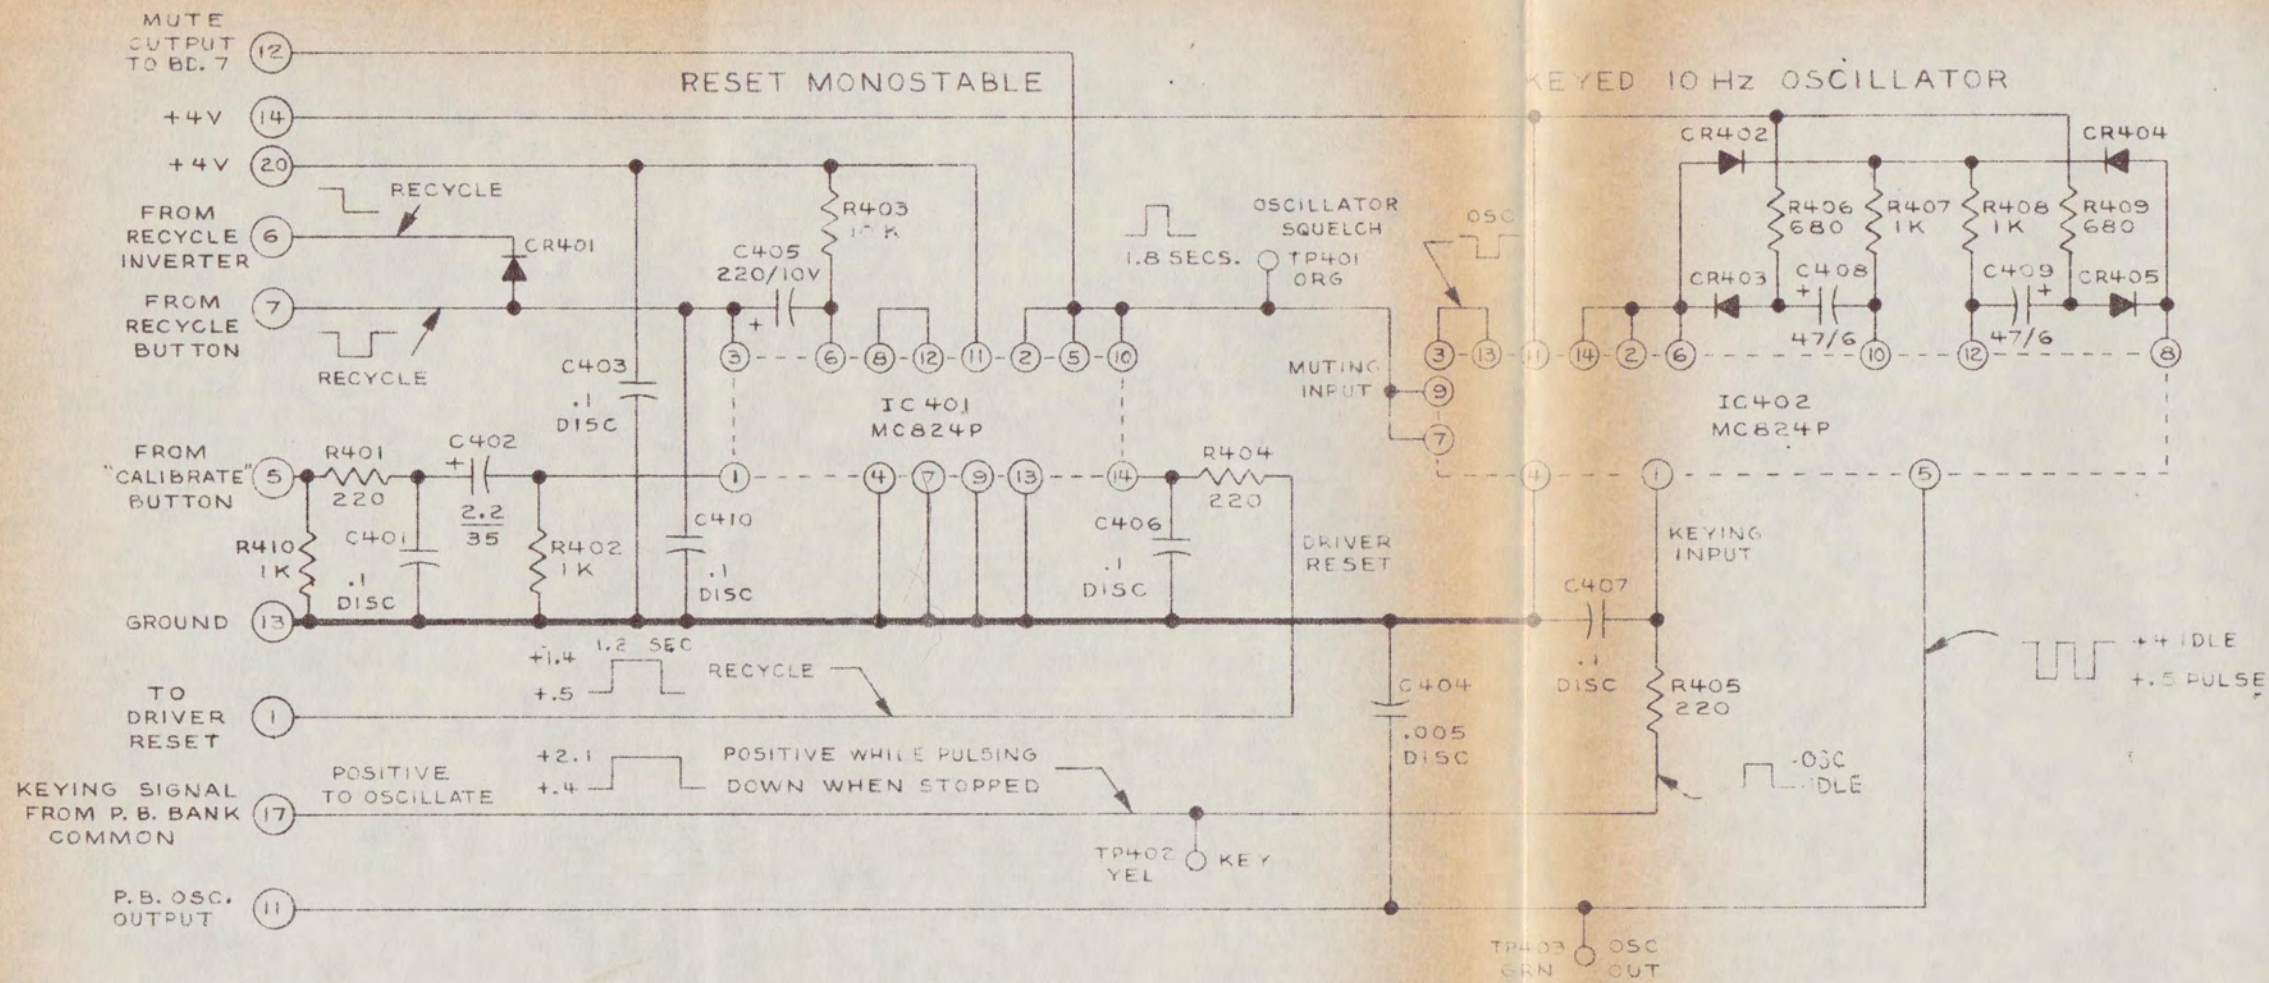 MUTE
OUTPUT
TO BD. 7
12
RESET MONOSTABLE
KEYED 10 Hz OSCILLATOR
+4V
14
+4V
20
RECYCLE
FROM
RECYCLE
INVERTER
6
CR401
R403
10 K
C405
220/10V
+
1.8 SECS.
OSCILLATOR
SQUELCH
TP401
ORG
OSC
CR402
CR404
R406
680
R407
1K
R408
1K
R409
680
CR403
C408
+
47/6
C409
+
47/6
CR405
FROM
RECYCLE
BUTTON
7
RECYCLE
C403
.1
DISC
3
6
8
12
11
2
5
10
IC 401
MC824P
1
4
7
9
13
14
MUTING
INPUT
3
13
11
14
2
6
10
12
8
9
7
IC402
MC824P
4
1
5
FROM
"CALIBRATE"
BUTTON
5
R401
220
C402
+
2.2
35
R410
1K
C401
.1
DISC
R402
1K
C410
.1
DISC
C406
.1
DISC
R404
220
DRIVER
RESET
KEYING
INPUT
C407
.1
DISC
GROUND
13
+1.4
+.5
1.2 SEC
RECYCLE
TO
DRIVER
RESET
1
C404
.005
DISC
R405
220
+4 IDLE
+.5 PULSE
KEYING SIGNAL
FROM P. B. BANK
COMMON
17
POSITIVE
TO OSCILLATE
+2.1
+.4
POSITIVE WHILE PULSING
DOWN WHEN STOPPED
OSC
IDLE
TP402
YEL
KEY
P. B. OSC.
OUTPUT
11
TP403
GRN
OSC
OUT